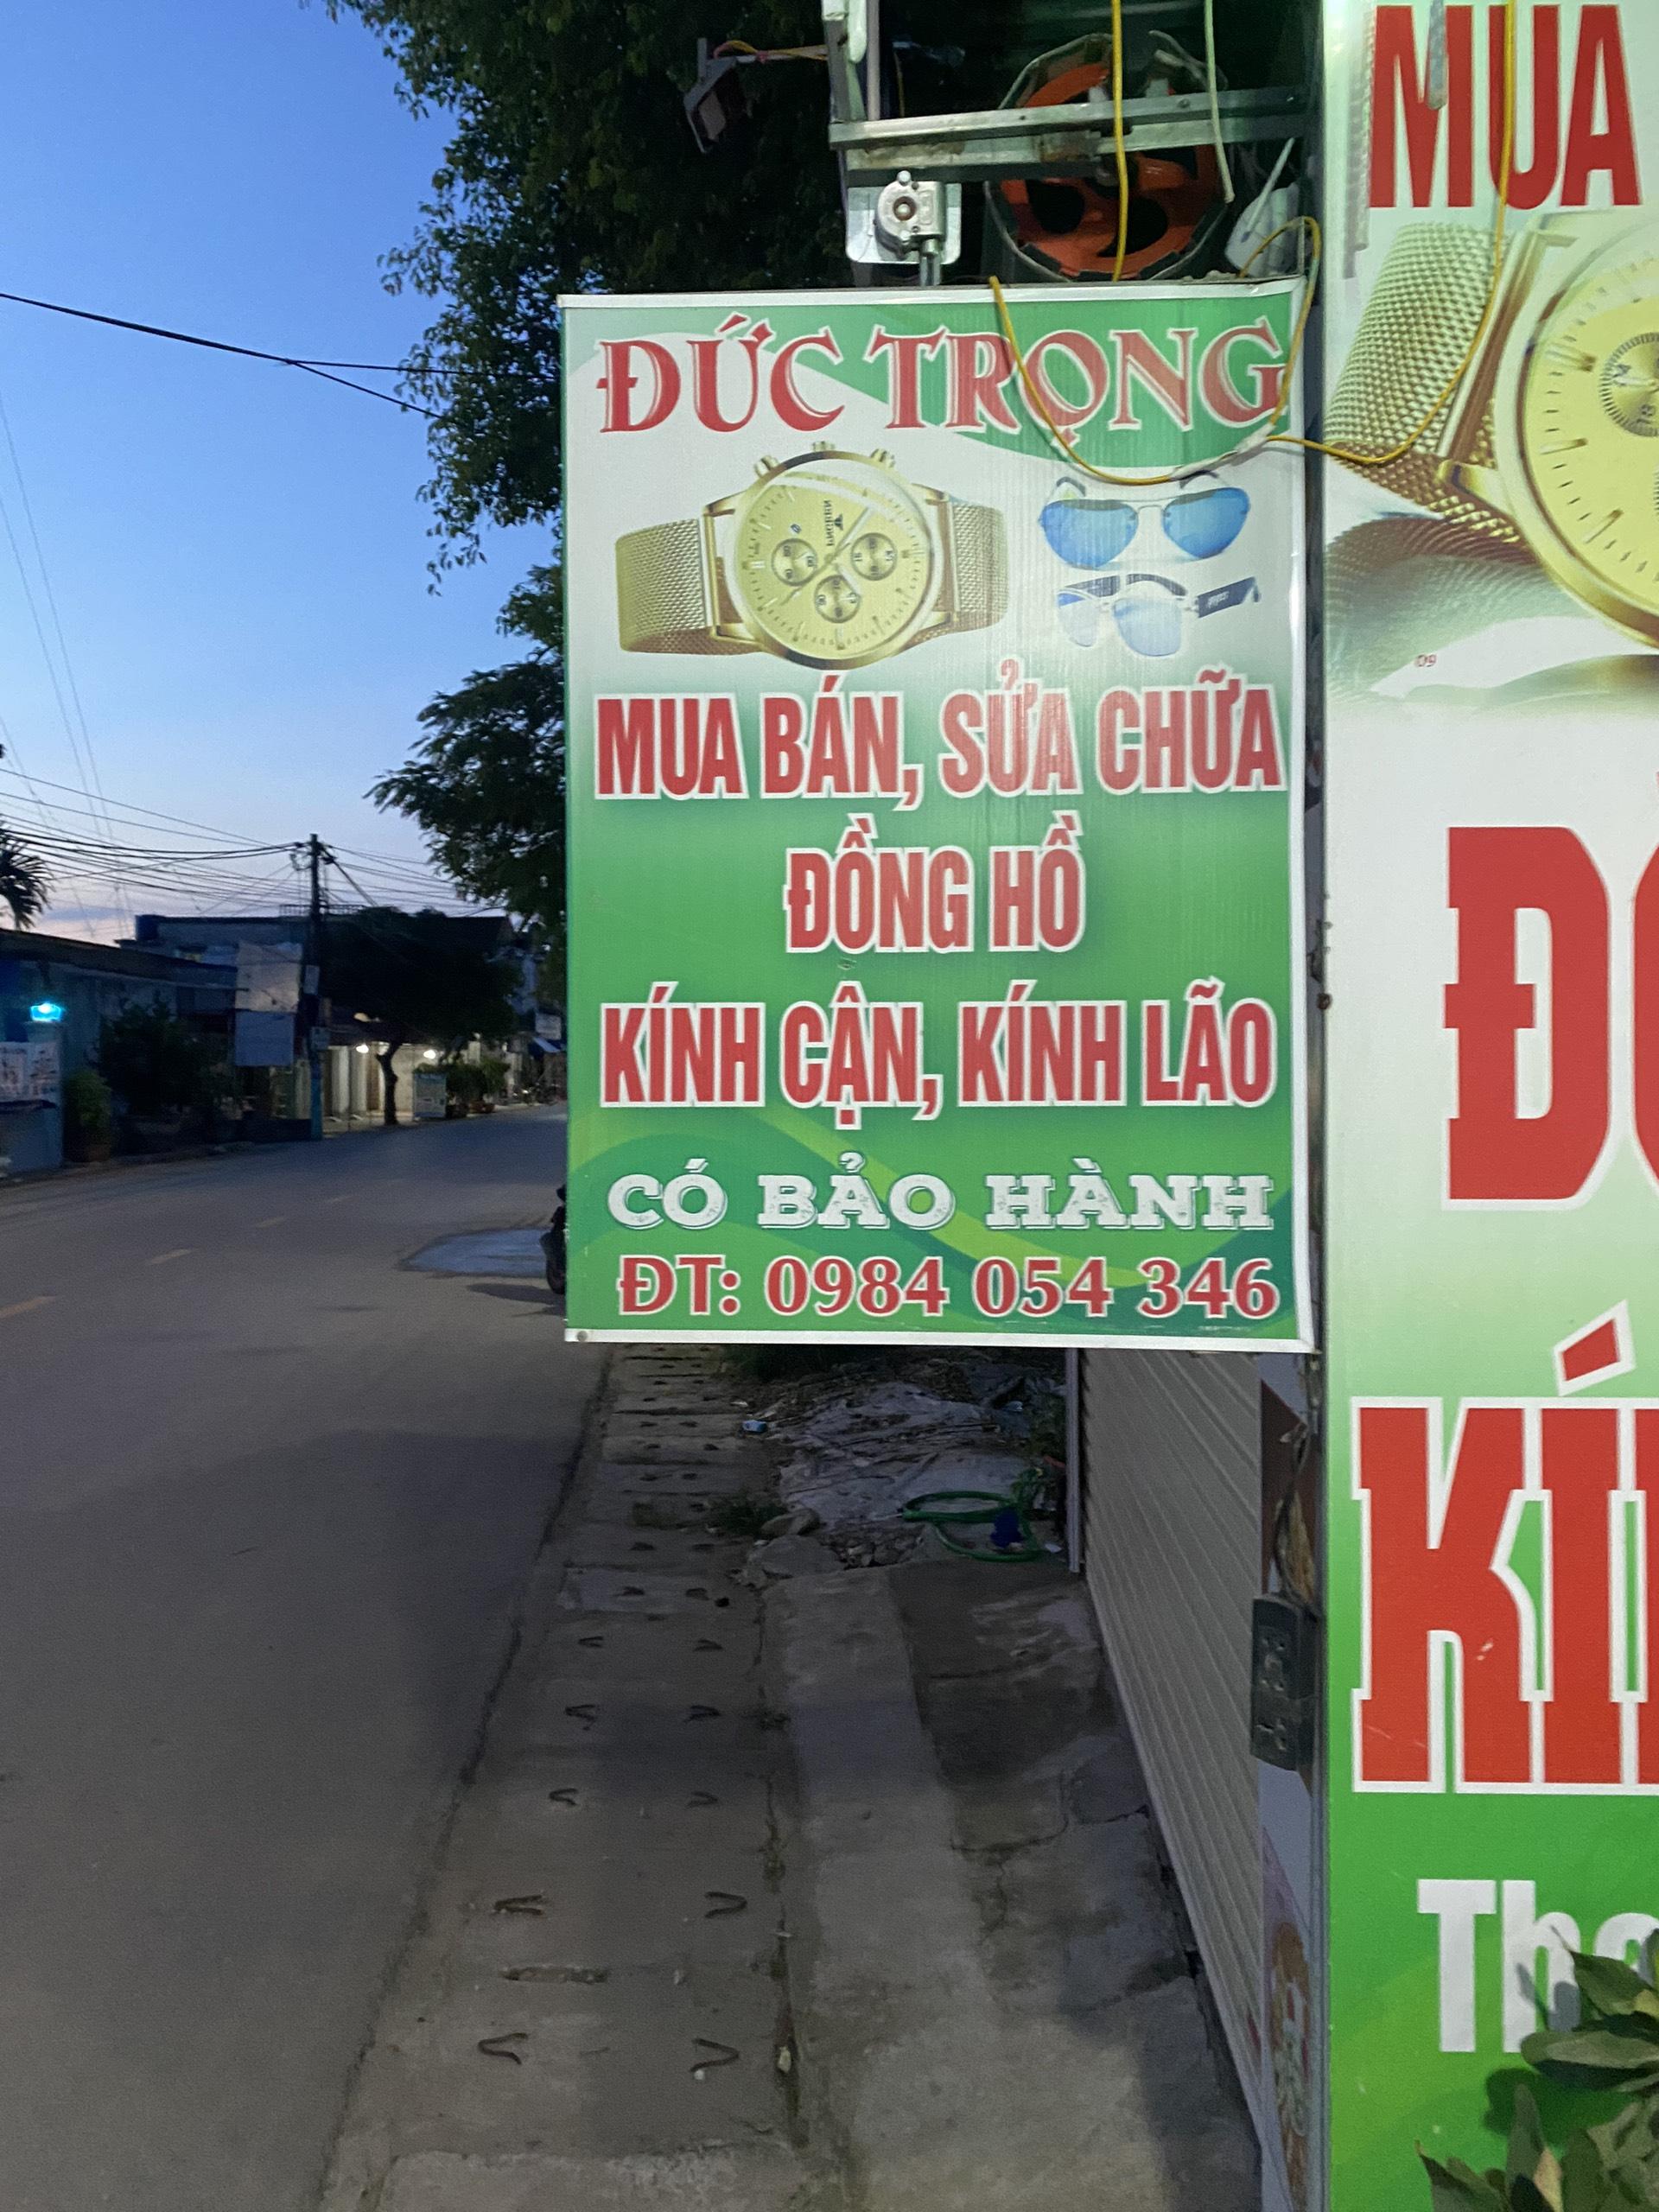 ĐỨC TRỌNG
MUA BÁN, SỬA CHỮA
ĐỒNG HỒ
KÍNH CẬN, KÍNH LÃO
CÓ BẢO HÀNH
ĐT: 0984 054 346
MUA
09